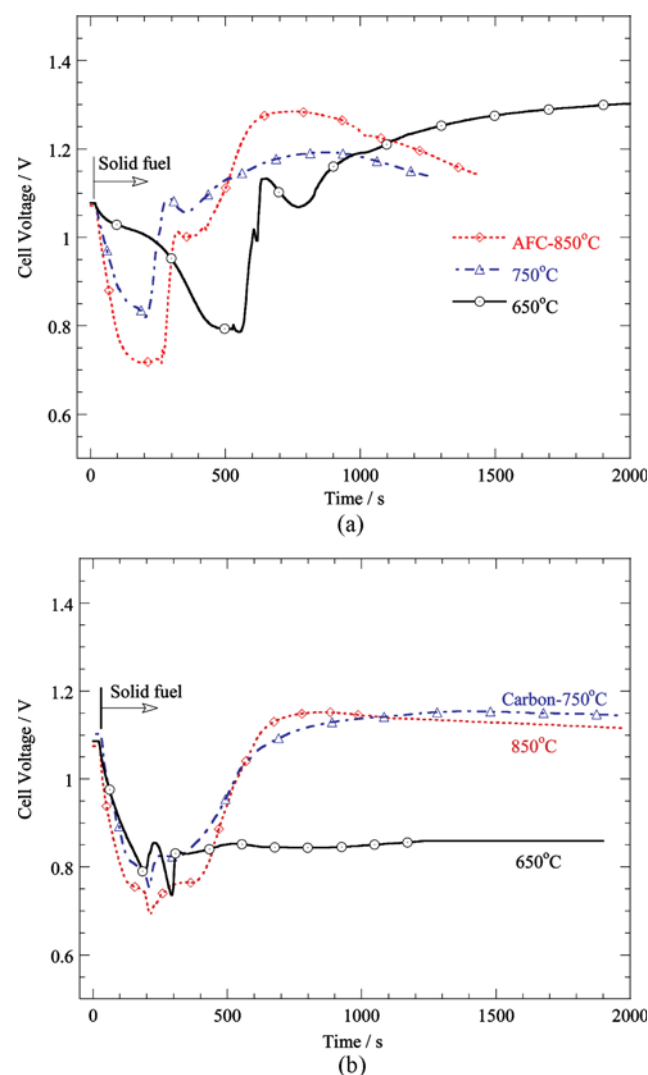 1.4
1.2
1
0.8
0.6
Cell Voltage / V
Solid fuel
AFC-850°C
750°C
650°C
0
500
1000
1500
2000
Time / s
(a)
1.4
1.2
1
0.8
0.6
Cell Voltage / V
Solid fuel
Carbon-750°C
850°C
650°C
0
500
1000
1500
2000
Time / s
(b)